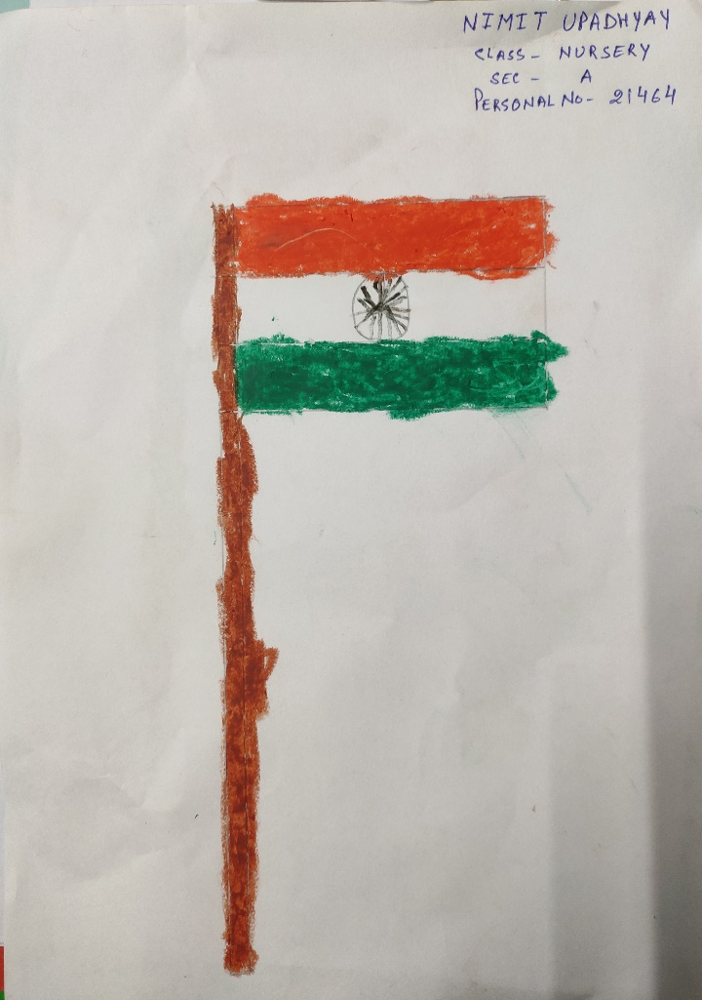 NIMIT UPADHYAY
CLASS - NURSERY
SEC - A
PERSONAL NO - 21464